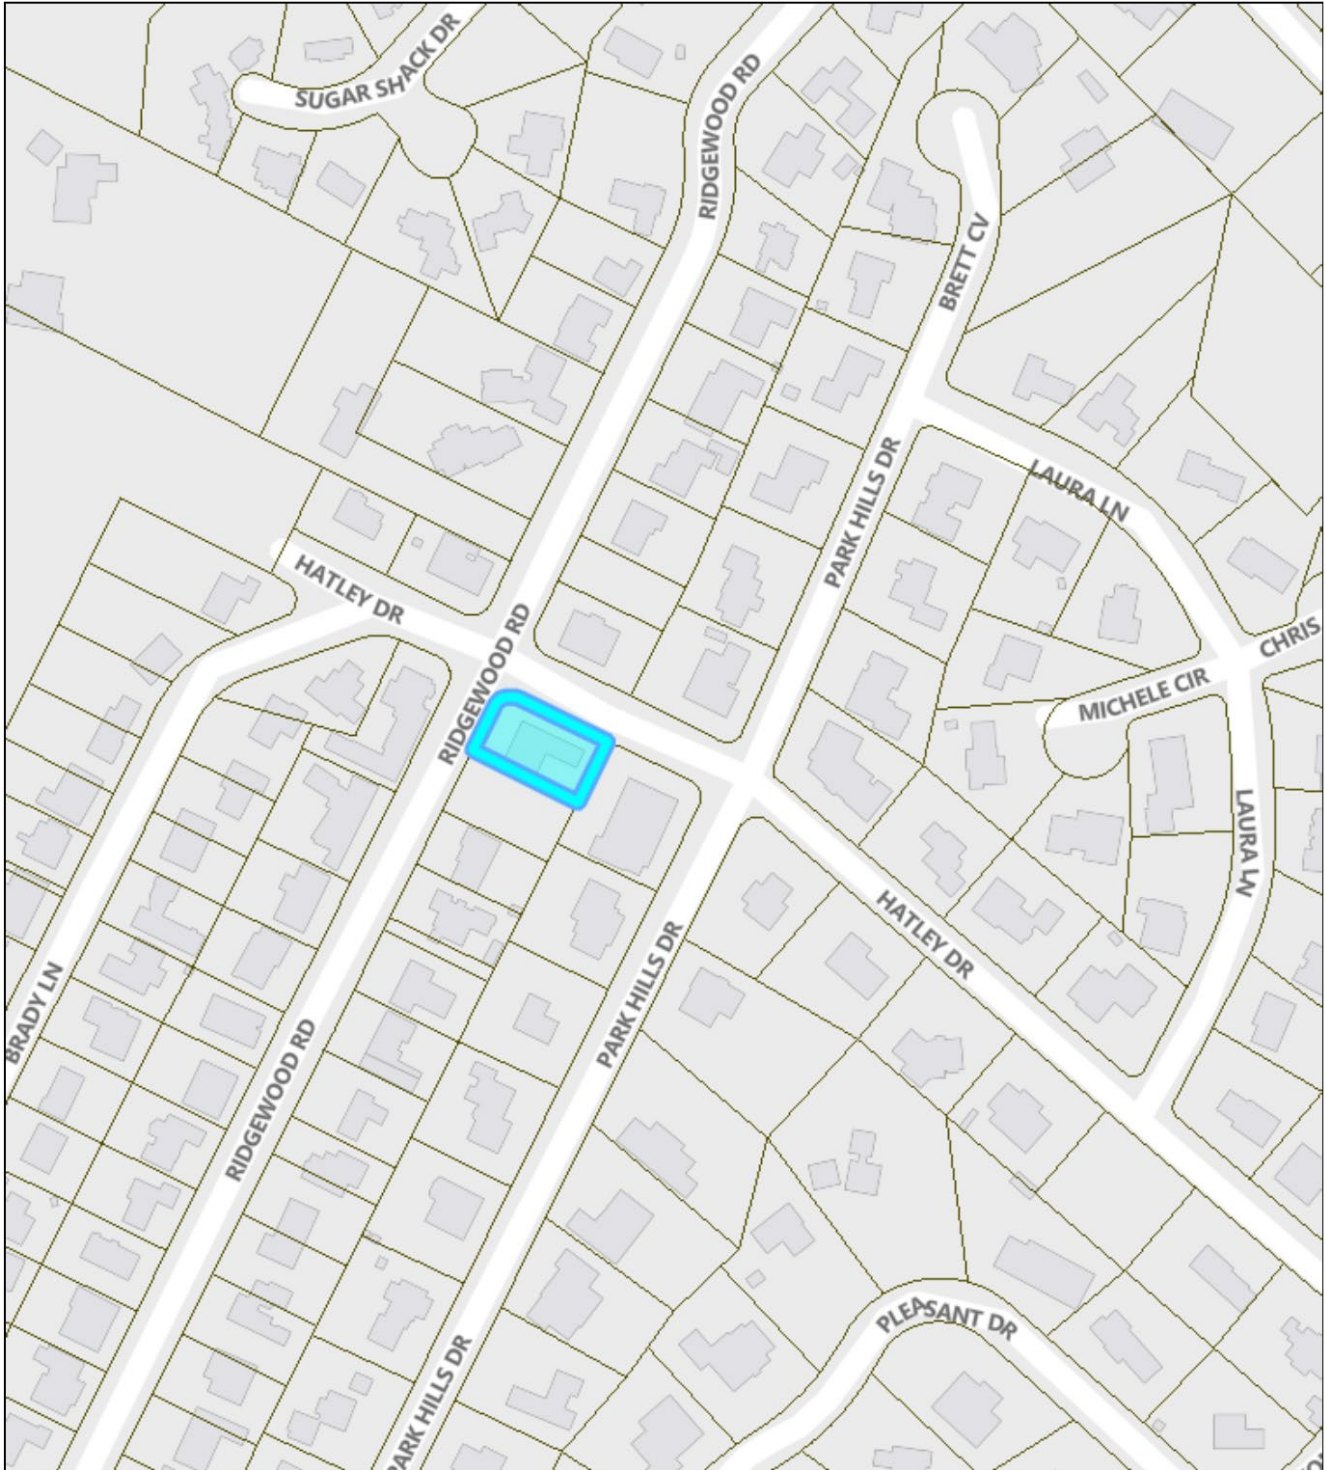 SUGAR SHACK DR
RIDGEWOOD RD
BRETT CV
LAURA LN
PARK HILLS DR
HATLEY DR
RIDGEWOOD RD
CHRIS
MICHELE CIR
LAURA LN
HATLEY DR
PARK HILLS DR
BRADY LN
RIDGEWOOD RD
PLEASANT DR
PARK HILLS DR